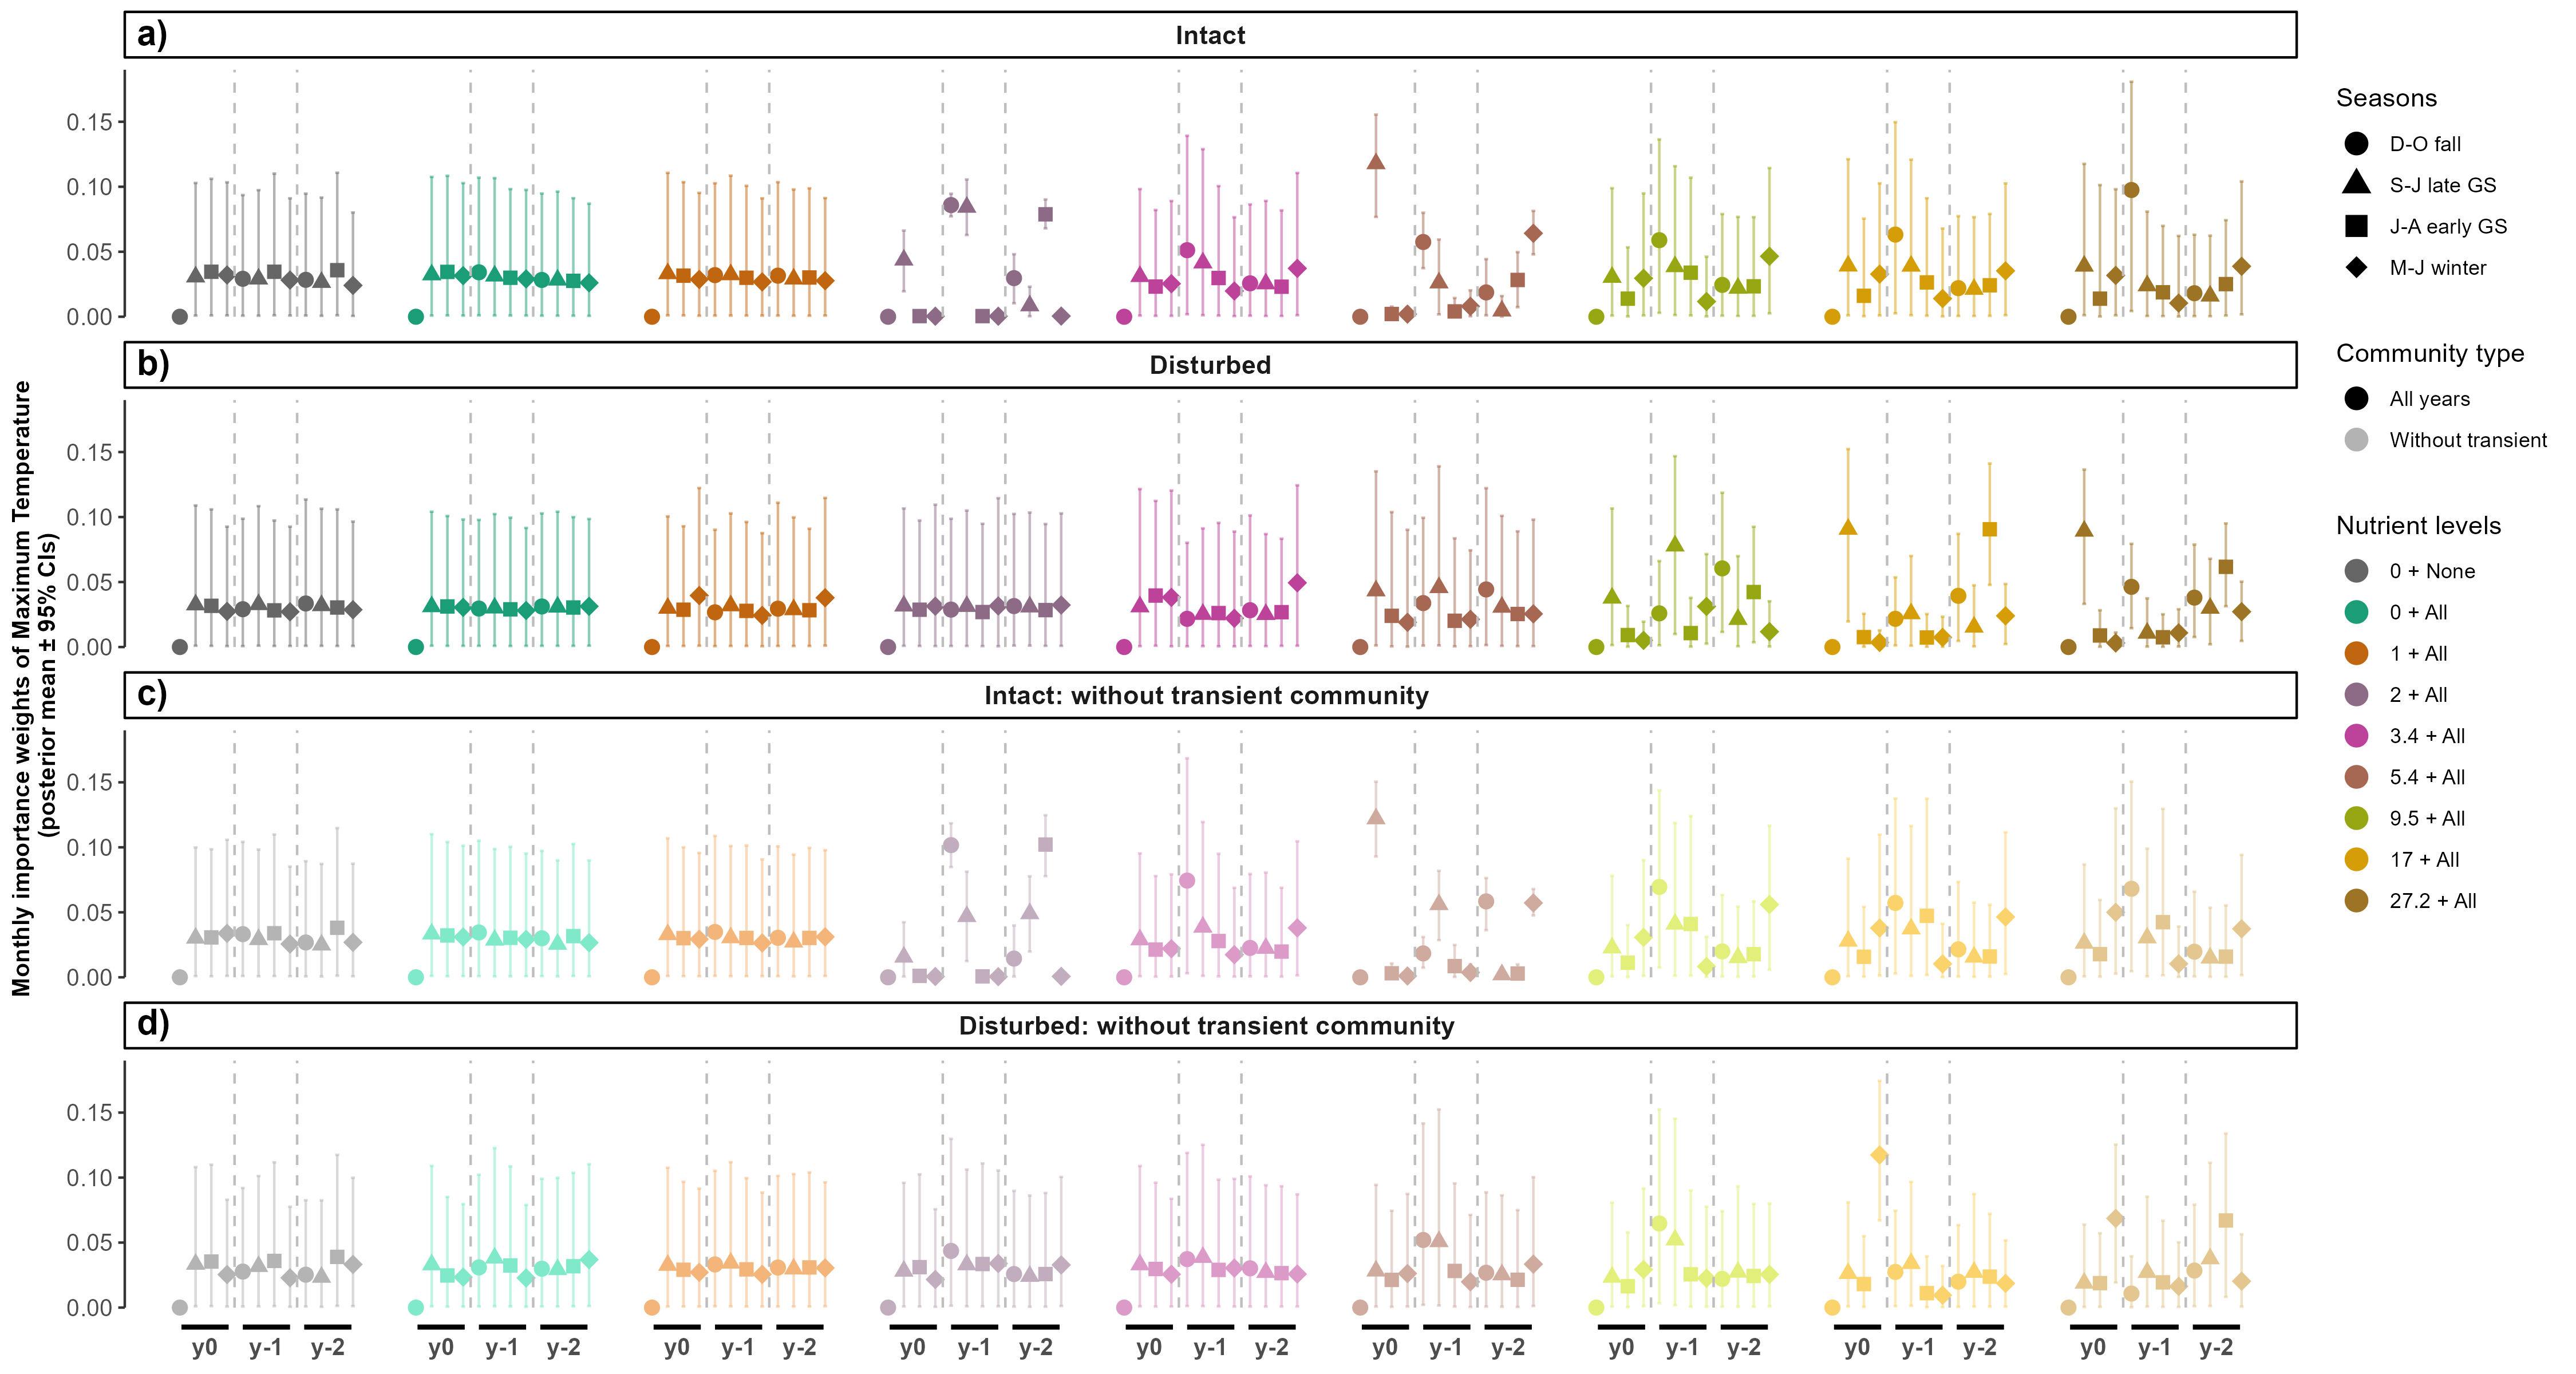 a) Intact
0.15
0.10
0.05
0.00
b) Disturbed
0.15
0.10
0.05
0.00
c) Intact: without transient community
0.15
0.10
0.05
0.00
d) Disturbed: without transient community
0.15
0.10
0.05
0.00
y0 y-1 y-2 y0 y-1 y-2 y0 y-1 y-2 y0 y-1 y-2 y0 y-1 y-2 y0 y-1 y-2 y0 y-1 y-2 y0 y-1 y-2 y0 y-1 y-2
Monthly importance weights of Maximum Temperature
(posterior mean ± 95% CIs)
Seasons
D-O fall
S-J late GS
J-A early GS
M-J winter
Community type
All years
Without transient
Nutrient levels
0 + None
0 + All
1 + All
2 + All
3.4 + All
5.4 + All
9.5 + All
17 + All
27.2 + All